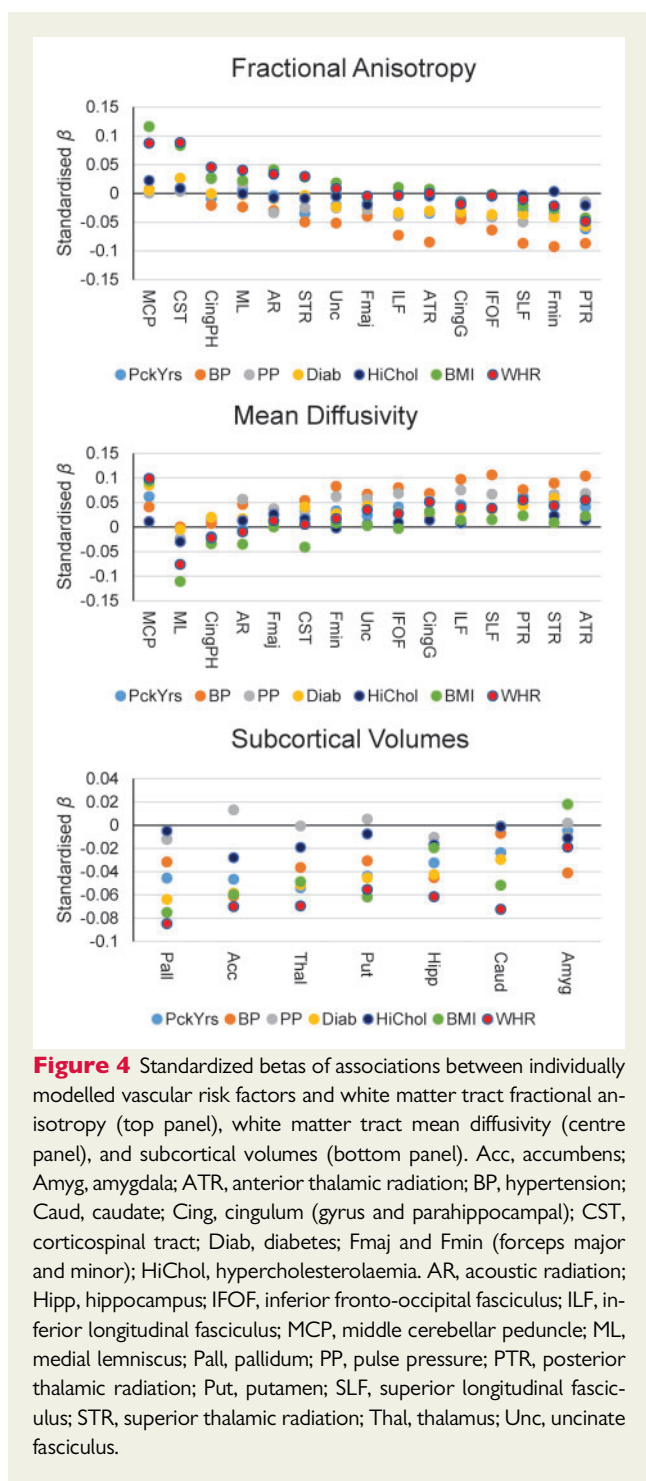 Fractional Anisotropy
0.15
0.1
0.05
0
-0.05
-0.1
-0.15
Standardised β
MCP
CST
CingPH
ML
AR
STR
Unc
Fmaj
ILF
ATR
CingG
IFOF
SLF
Fmin
PTR
PckYrs BP PP Diab HiChol BMI WHR
Mean Diffusivity
0.15
0.1
0.05
0
-0.05
-0.1
-0.15
Standardised β
MCP
ML
CingPH
AR
Fmaj
CST
Fmin
Unc
IFOF
CingG
ILF
SLF
PTR
STR
ATR
PckYrs BP PP Diab HiChol BMI WHR
Subcortical Volumes
0.04
0.02
0
-0.02
-0.04
-0.06
-0.08
-0.1
Standardised β
Pall
Acc
Thal
Put
Hipp
Caud
Amyg
PckYrs BP PP Diab HiChol BMI WHR
Figure 4 Standardized betas of associations between individually
modelled vascular risk factors and white matter tract fractional an-
isotropy (top panel), white matter tract mean diffusivity (centre
panel), and subcortical volumes (bottom panel). Acc, accumbens;
Amyg, amygdala; ATR, anterior thalamic radiation; BP, hypertension;
Caud, caudate; Cing, cingulum (gyrus and parahippocampal); CST,
corticospinal tract; Diab, diabetes; Fmaj and Fmin (forceps major
and minor); HiChol, hypercholesterolaemia. AR, acoustic radiation;
Hipp, hippocampus; IFOF, inferior fronto-occipital fasciculus; ILF, in-
ferior longitudinal fasciculus; MCP, middle cerebellar peduncle; ML,
medial lemniscus; Pall, pallidum; PP, pulse pressure; PTR, posterior
thalamic radiation; Put, putamen; SLF, superior longitudinal fascic-
ulus; STR, superior thalamic radiation; Thal, thalamus; Unc, uncinate
fasciculus.